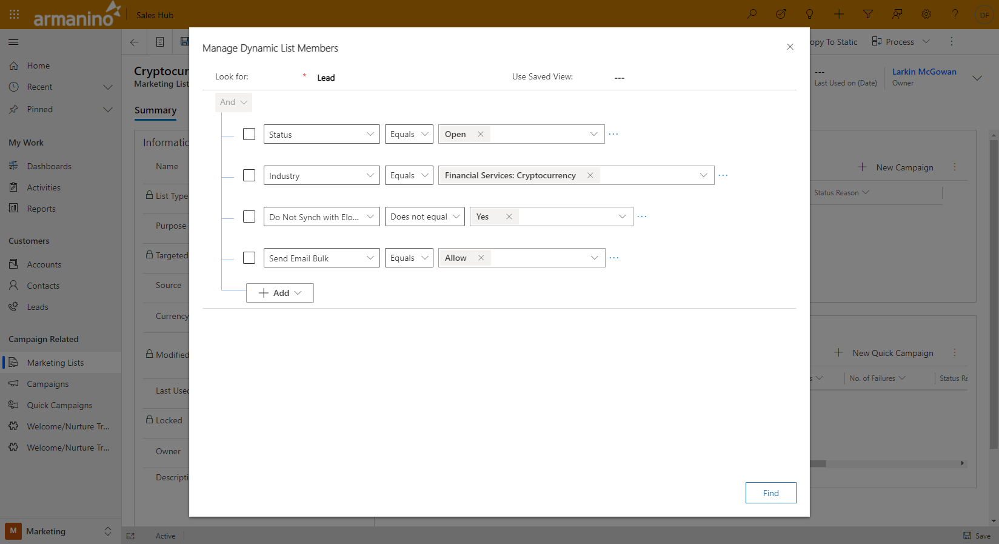 armanino
Sales Hub
DF
Home
Recent
Pinned
My Work
Dashboards
Activities
Reports
Customers
Accounts
Contacts
Leads
Campaign Related
Marketing Lists
Campaigns
Quick Campaigns
Welcome/Nurture Tr...
Welcome/Nurture Tr...
M Marketing
opy To Static
Process
Cryptocur
Marketing List
---
Last Used on (Date)
Larkin McGowan
Owner
Summary
Informatio
Name
List Type
Purpose
Targeted
Source
Currency
Modified
Last Used
Locked
Owner
Descripti
Manage Dynamic List Members
Look for: * Lead
Use Saved View: ---
And
Status Equals Open ...
Industry Equals Financial Services: Cryptocurrency ...
Do Not Synch with Elo... Does not equal Yes ...
Send Email Bulk Equals Allow ...
Add
Find
New Campaign
Status Reason
New Quick Campaign
s No. of Failures Status Re
Active
Save